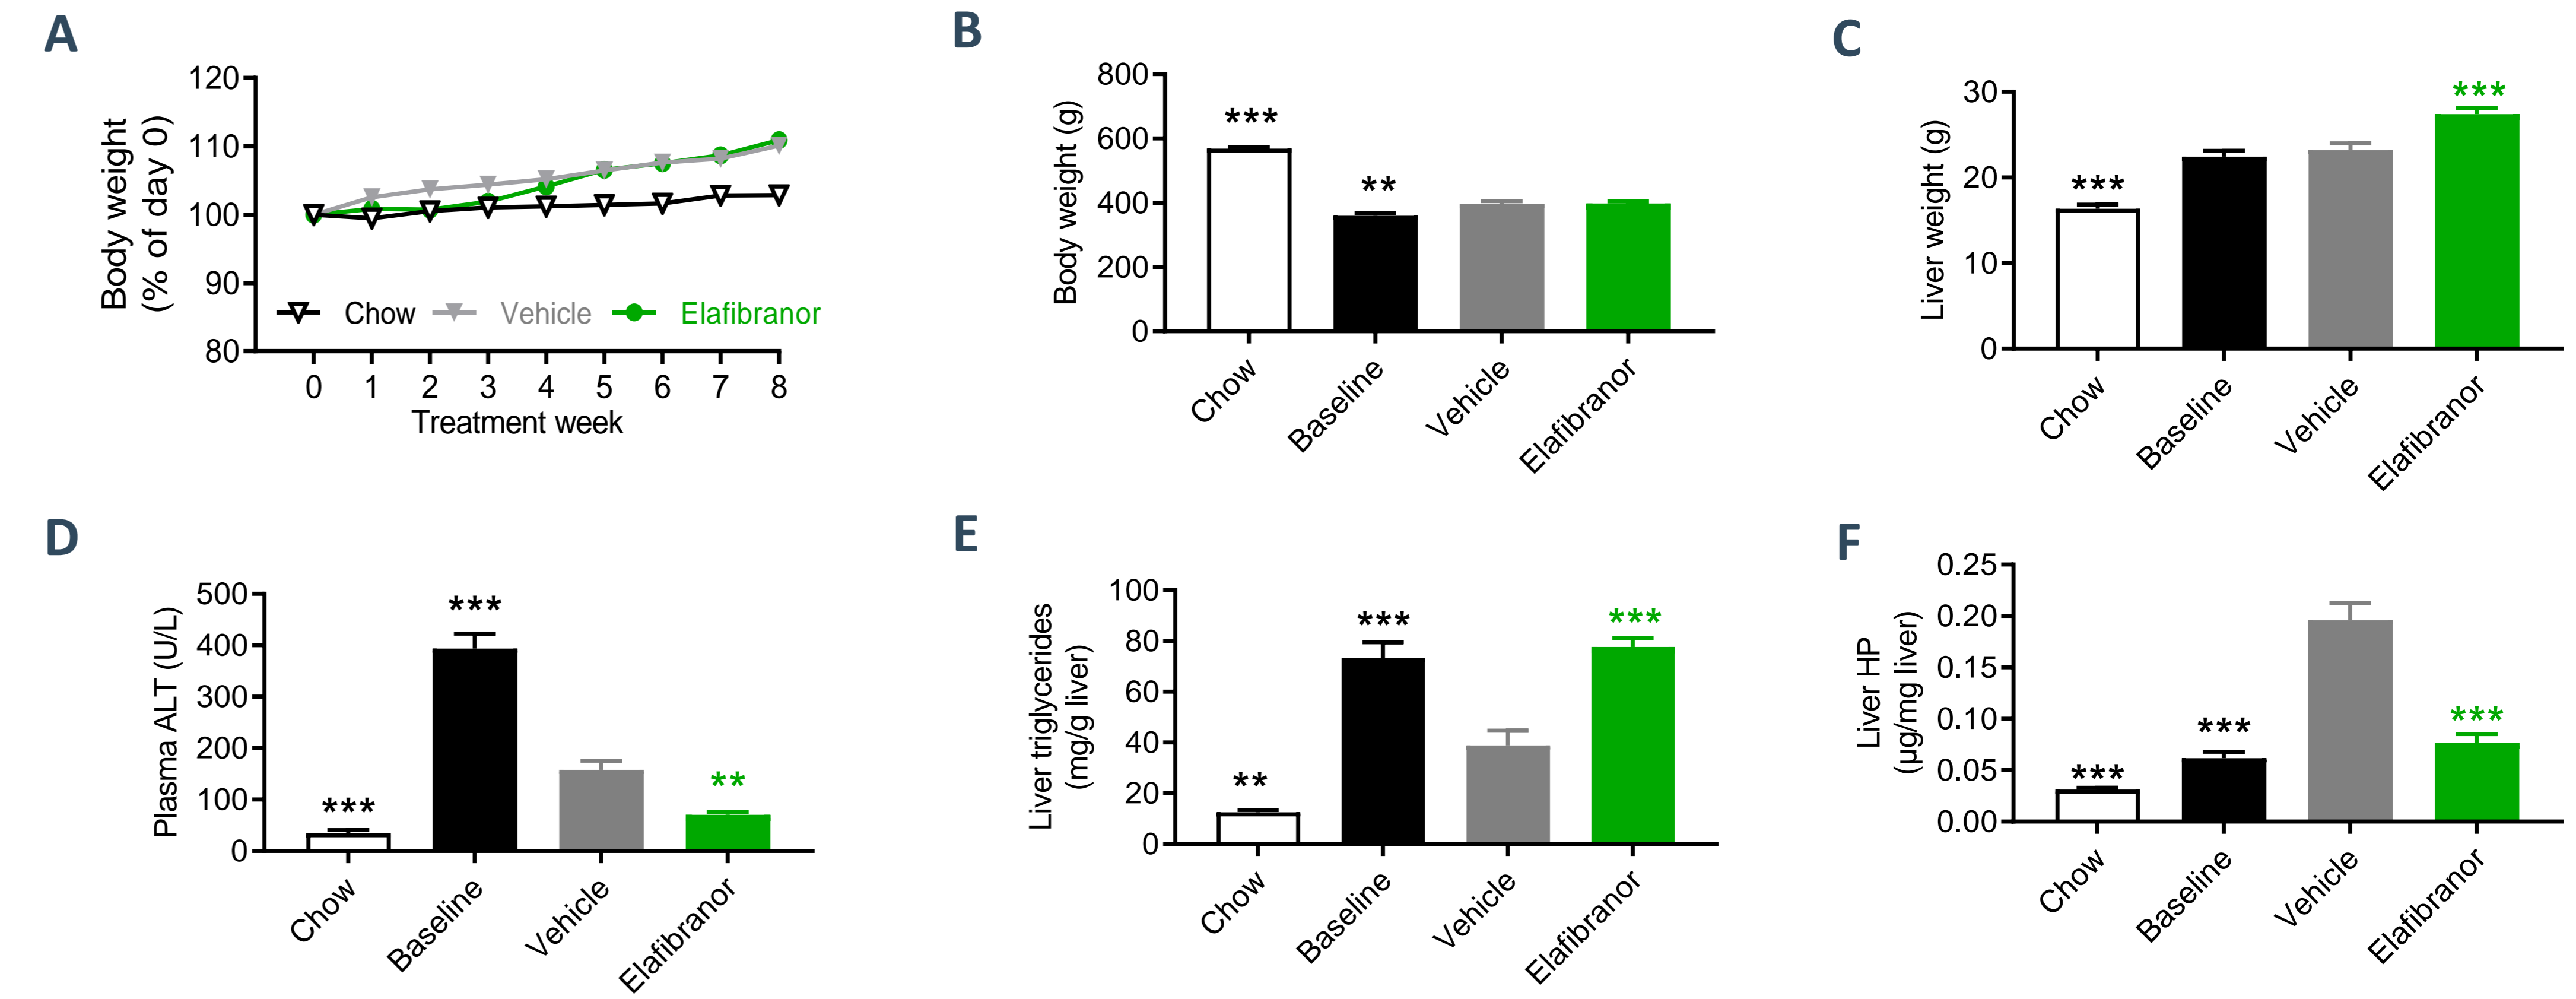 A
Body weight
(% of day 0)
120
110
100
90
80
Chow
Vehicle
Elafibranor
0 1 2 3 4 5 6 7 8
Treatment week
B
Body weight (g)
800
600
400
200
0
***
**
Chow
Baseline
Vehicle
Elafibranor
C
Liver weight (g)
30
20
10
0
***
***
Chow
Baseline
Vehicle
Elafibranor
D
Plasma ALT (U/L)
500
400
300
200
100
0
***
***
**
Chow
Baseline
Vehicle
Elafibranor
E
Liver triglycerides
(mg/g liver)
100
80
60
40
20
0
**
***
***
Chow
Baseline
Vehicle
Elafibranor
F
Liver HP
(µg/mg liver)
0.25
0.20
0.15
0.10
0.05
0.00
***
***
***
Chow
Baseline
Vehicle
Elafibranor